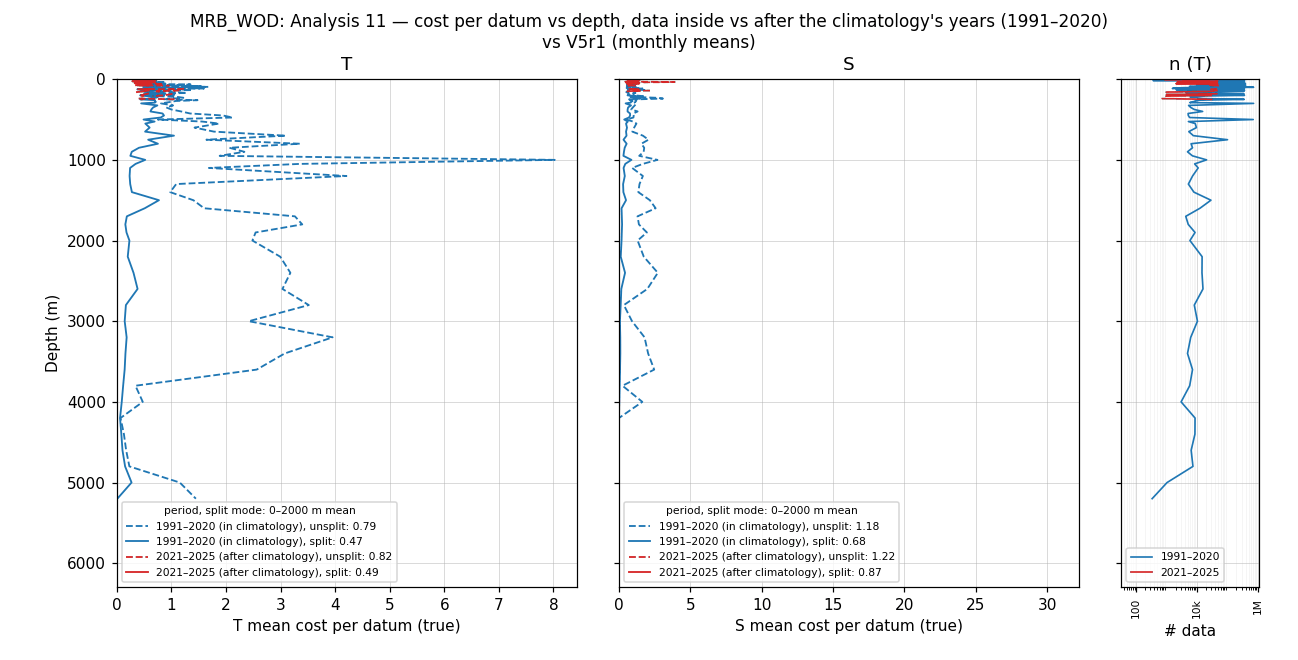 MRB_WOD: Analysis 11 — cost per datum vs depth, data inside vs after the climatology's years (1991–2020)
vs V5r1 (monthly means)
T
S
n (T)
0
1000
2000
3000
4000
5000
6000
Depth (m)
period, split mode: 0–2000 m mean
1991–2020 (in climatology), unsplit: 0.79
1991–2020 (in climatology), split: 0.47
2021–2025 (after climatology), unsplit: 0.82
2021–2025 (after climatology), split: 0.49
0 1 2 3 4 5 6 7 8
T mean cost per datum (true)
period, split mode: 0–2000 m mean
1991–2020 (in climatology), unsplit: 1.18
1991–2020 (in climatology), split: 0.68
2021–2025 (after climatology), unsplit: 1.22
2021–2025 (after climatology), split: 0.87
0 5 10 15 20 25 30
S mean cost per datum (true)
1991–2020
2021–2025
100 10k 1M
# data